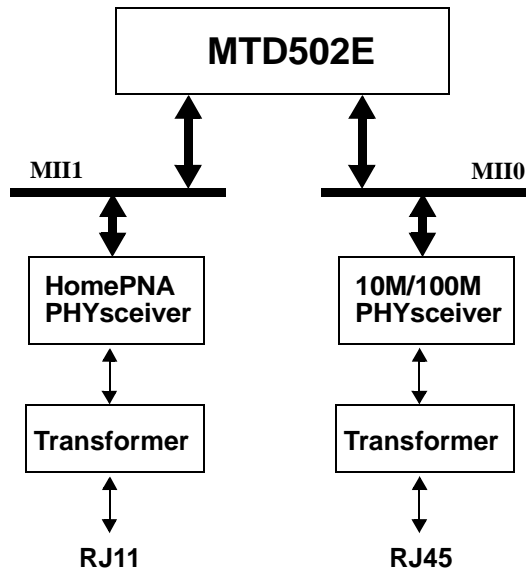 MTD502E
MII1
MII0
HomePNA
PHYsceiver
10M/100M
PHYsceiver
Transformer
Transformer
RJ11
RJ45